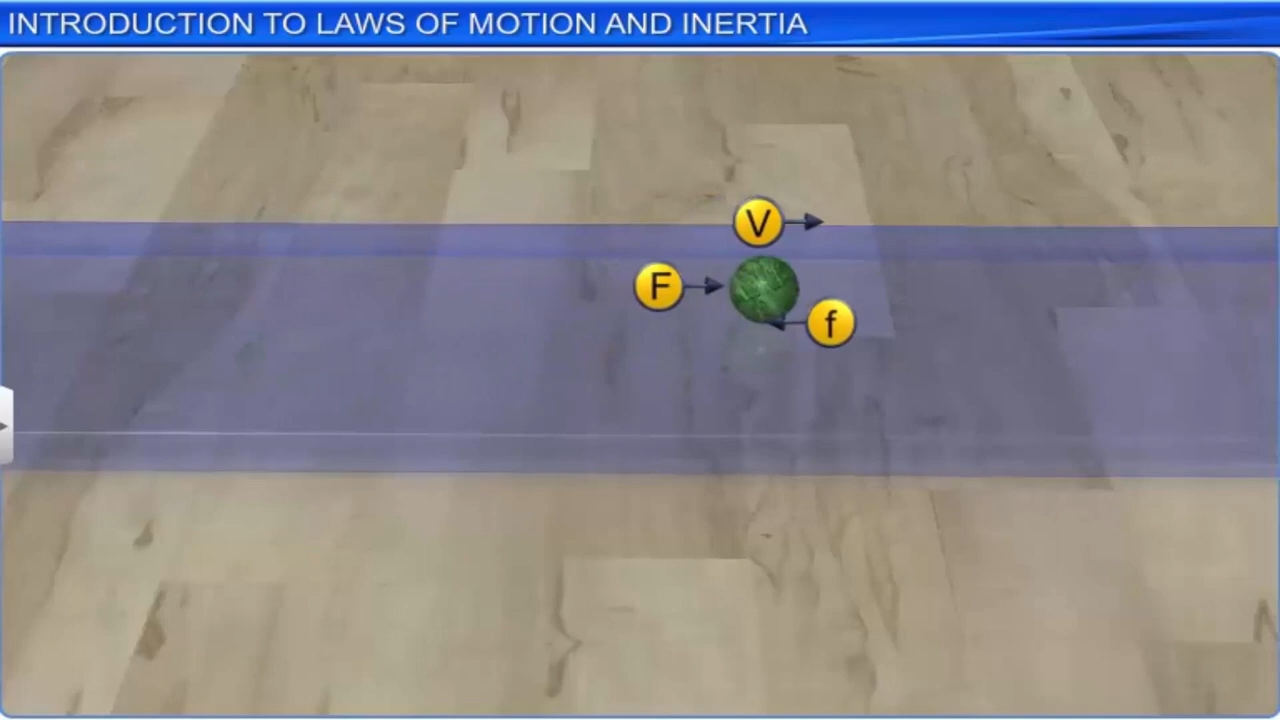 INTRODUCTION TO LAWS OF MOTION AND INERTIA
V
F
f